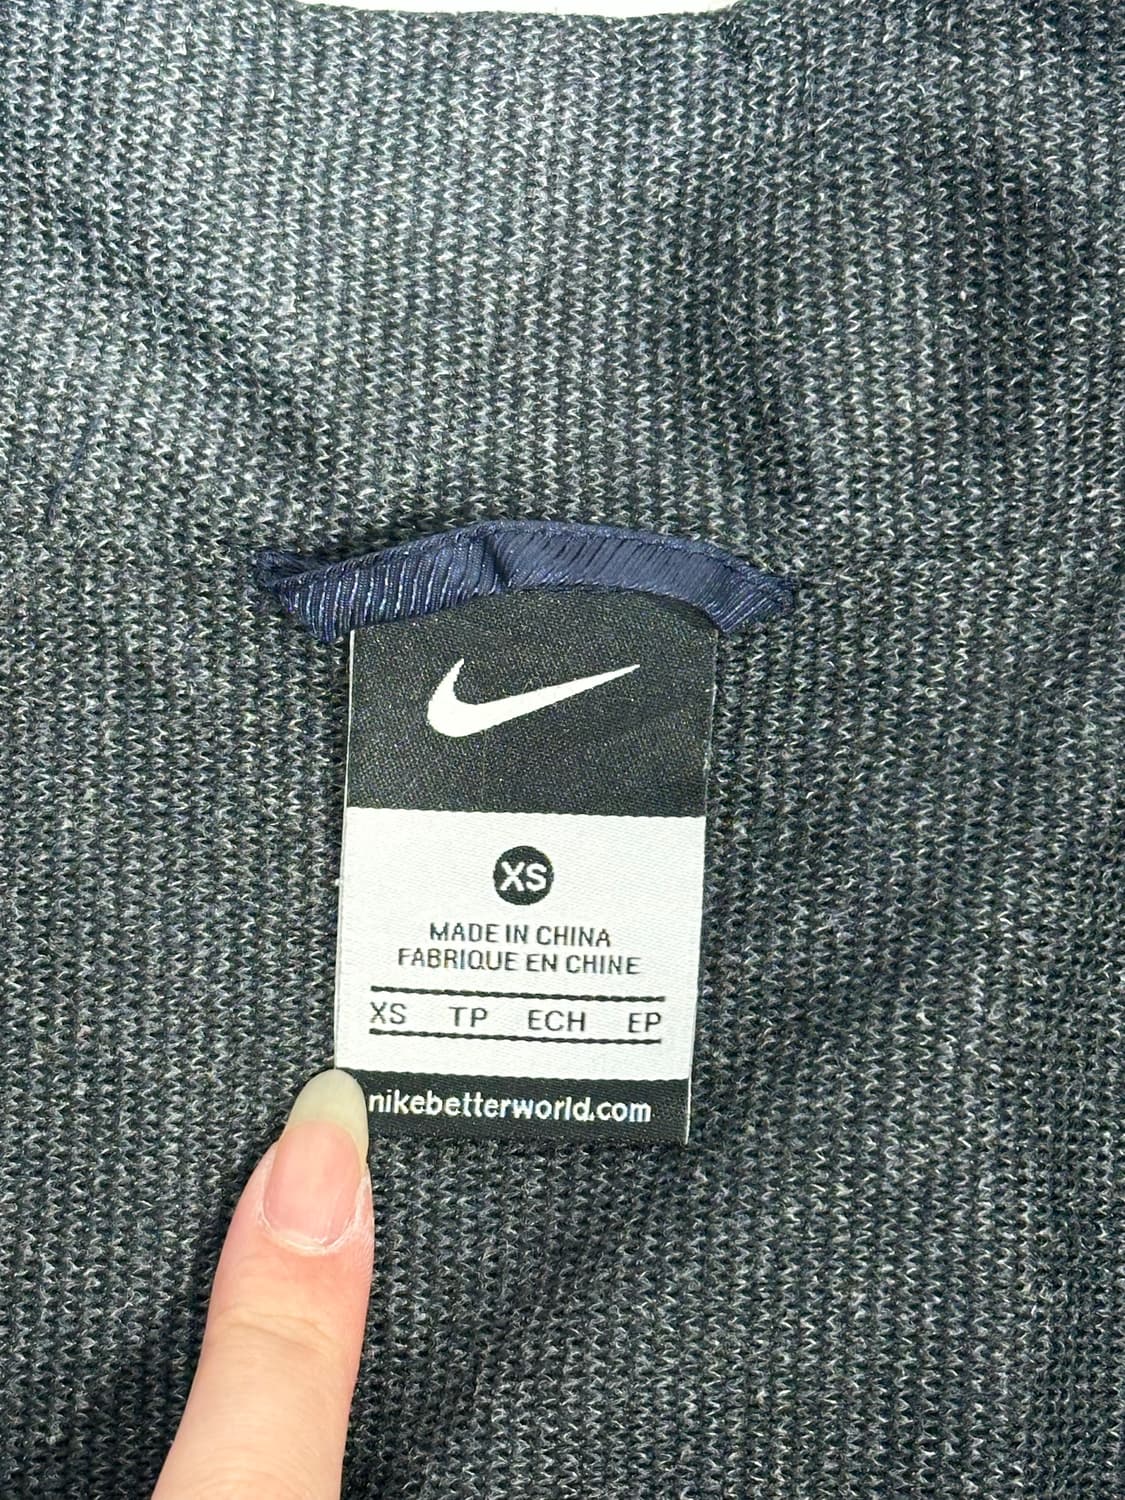 XS
MADE IN CHINA
FABRIQUE EN CHINE
XS TP ECH EP
nikebetterworld.com